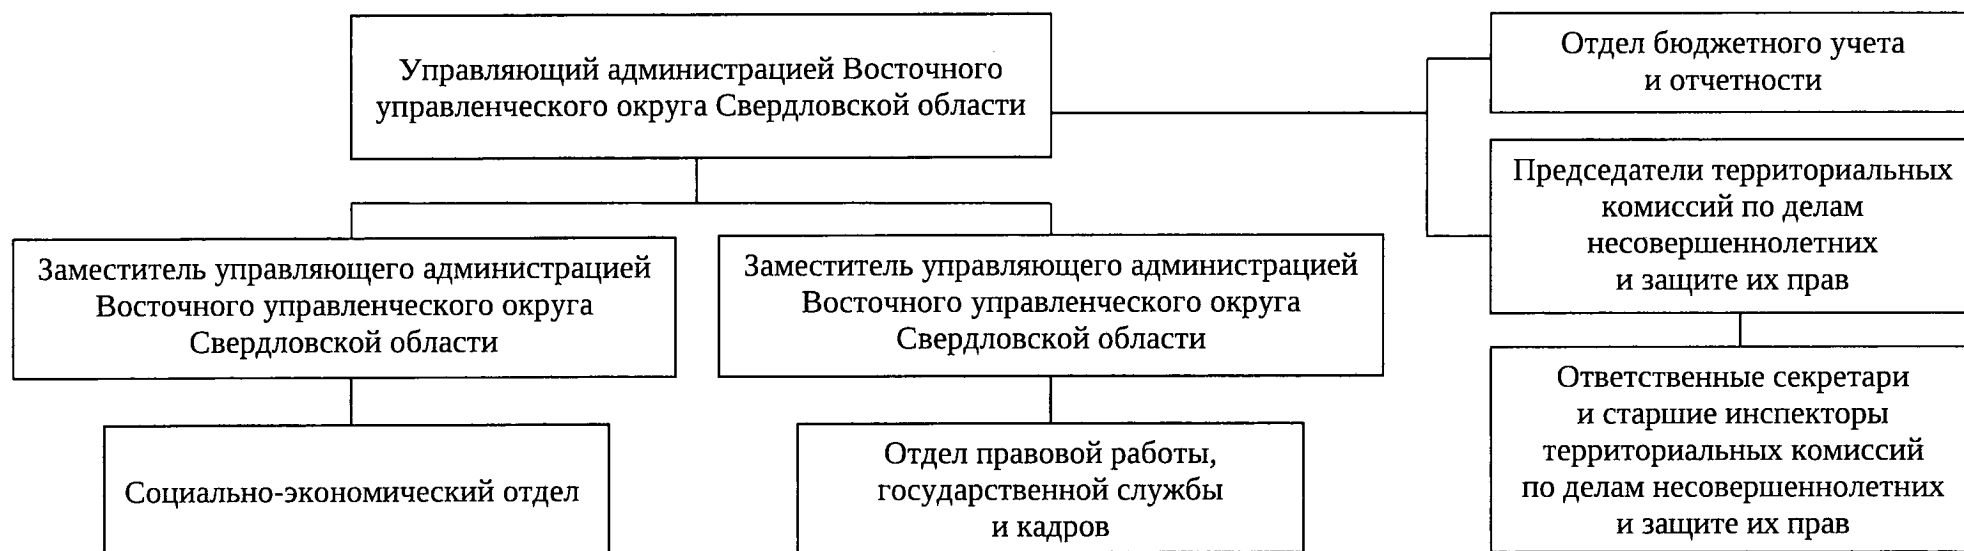 Управляющий администрацией Восточного
управленческого округа Свердловской области
Отдел бюджетного учета
и отчетности
Председатели территориальных
комиссий по делам
несовершеннолетних
и защите их прав
Заместитель управляющего администрацией
Восточного управленческого округа
Свердловской области
Заместитель управляющего администрацией
Восточного управленческого округа
Свердловской области
Ответственные секретари
и старшие инспекторы
территориальных комиссий
по делам несовершеннолетних
и защите их прав
Социально-экономический отдел
Отдел правовой работы,
государственной службы
и кадров